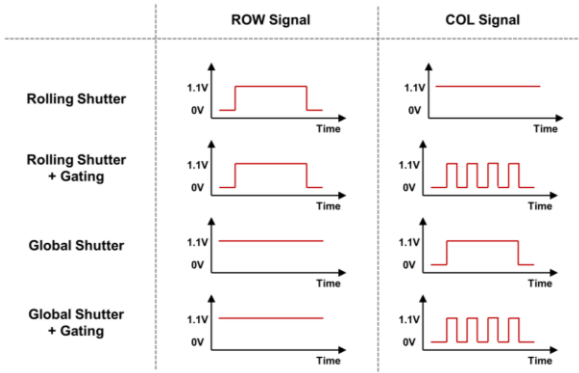 ROW Signal COL Signal
Rolling Shutter
1.1V
0V
Time
1.1V
0V
Time
Rolling Shutter
+ Gating
1.1V
0V
Time
1.1V
0V
Time
Global Shutter
1.1V
0V
Time
1.1V
0V
Time
Global Shutter
+ Gating
1.1V
0V
Time
1.1V
0V
Time